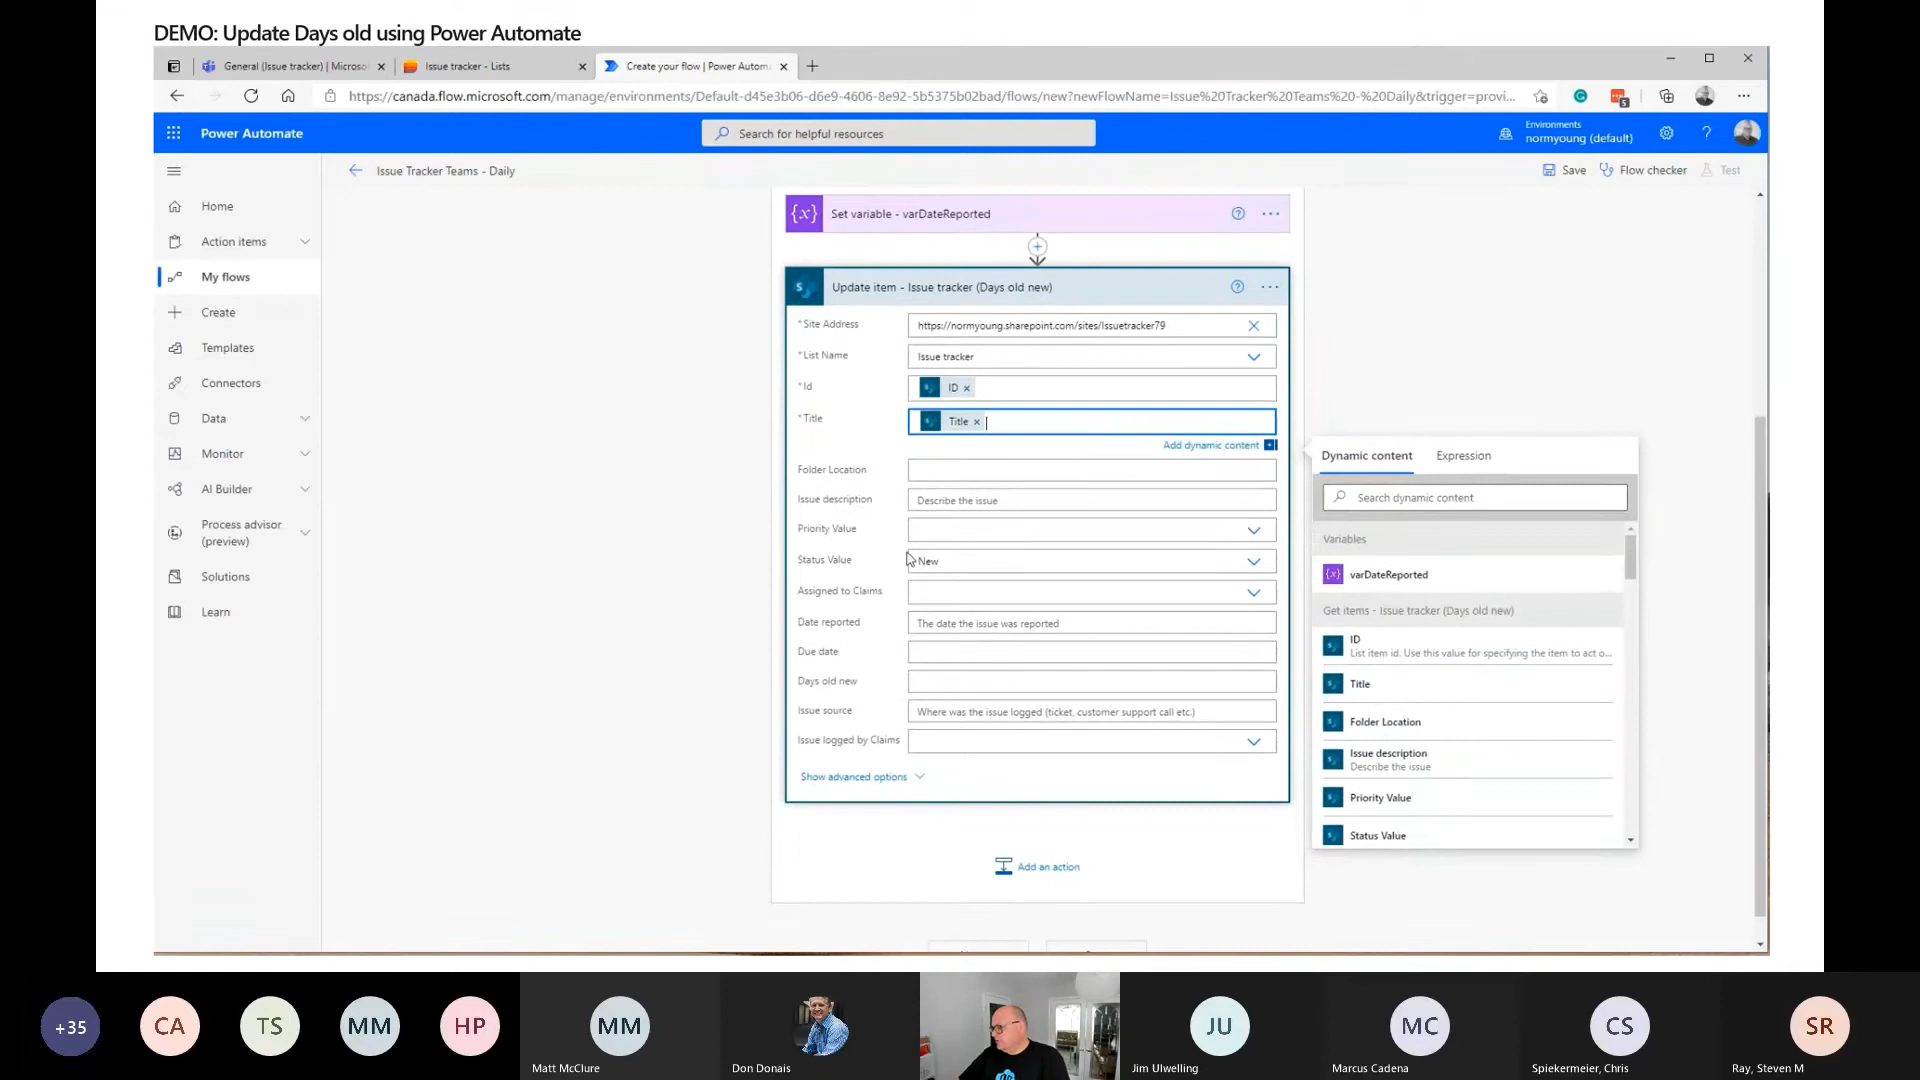 DEMO: Update Days old using Power Automate
General (Issue tracker) | Microso
Issue tracker - Lists
Create your flow | Power Autom
https://canada.flow.microsoft.com/manage/environments/Default-d45e3b06-d6e9-4606-8e92-5b5375b02bad/flows/new?newFlowName=Issue%20Tracker%20Teams%20-%20Daily&trigger=provi...
5
Power Automate
Search for helpful resources
Environments
normyoung (default)
?
Issue Tracker Teams - Daily
Save
Flow checker
Test
Home
Action items
My flows
Create
Templates
Connectors
Data
Monitor
AI Builder
Process advisor
(preview)
Solutions
Learn
{x} Set variable - varDateReported
Update item - Issue tracker (Days old new)
* Site Address
https://normyoung.sharepoint.com/sites/Issuetracker79
* List Name
Issue tracker
* Id
ID ×
* Title
Title ×
Add dynamic content
Folder Location
Issue description
Describe the issue
Priority Value
Status Value
New
Assigned to Claims
Date reported
The date the issue was reported
Due date
Days old new
Issue source
Where was the issue logged (ticket, customer support call etc.)
Issue logged by Claims
Show advanced options
Add an action
Dynamic content
Expression
Search dynamic content
Variables
{x} varDateReported
Get items - Issue tracker (Days old new)
ID
List item id. Use this value for specifying the item to act o...
Title
Folder Location
Issue description
Describe the issue
Priority Value
Status Value
+35
CA
TS
MM
HP
MM
Matt McClure
Don Donais
JU
Jim Ulwelling
MC
Marcus Cadena
CS
Spiekermeier, Chris
SR
Ray, Steven M